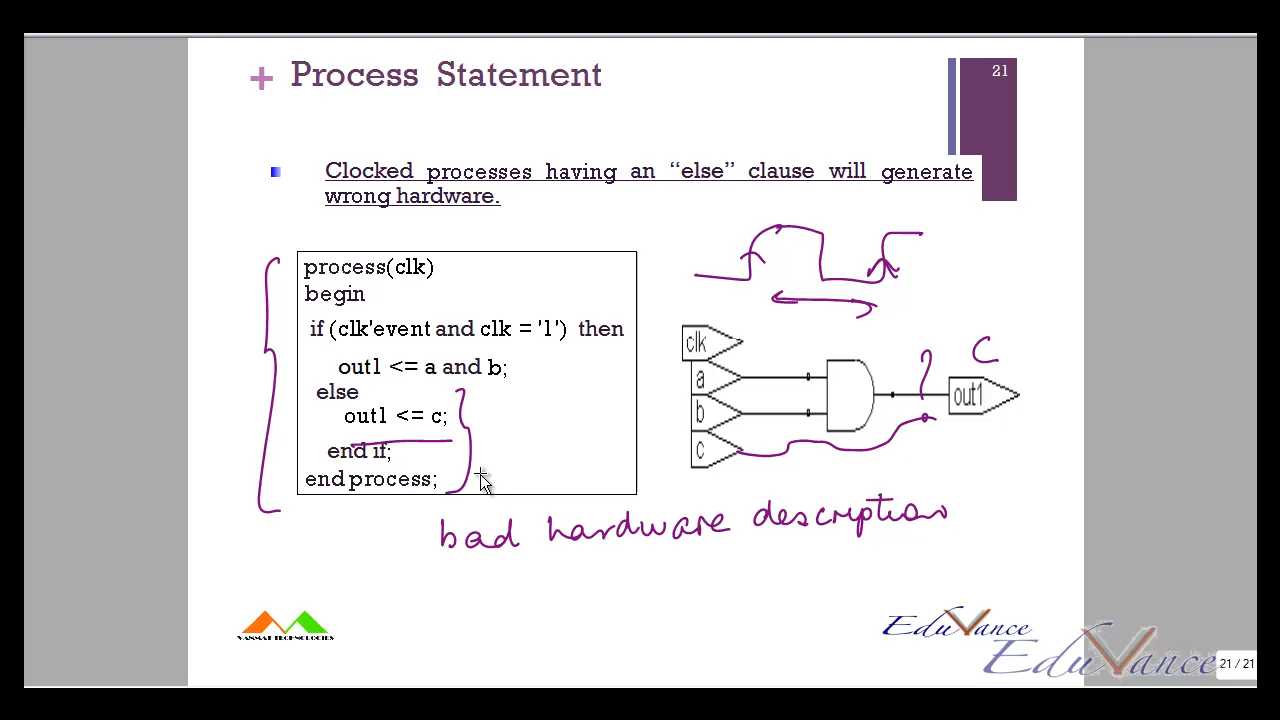 + Process Statement
21
Clocked processes having an “else” clause will generate
wrong hardware.
process(clk)
begin
if (clk'event and clk = '1') then
out1 <= a and b;
else
out1 <= c;
end if;
end process;
clk
a
b
c
out1
C
bad hardware description
VANMAT TECHNOLOGIES
EduVance
EduVance
21 / 21